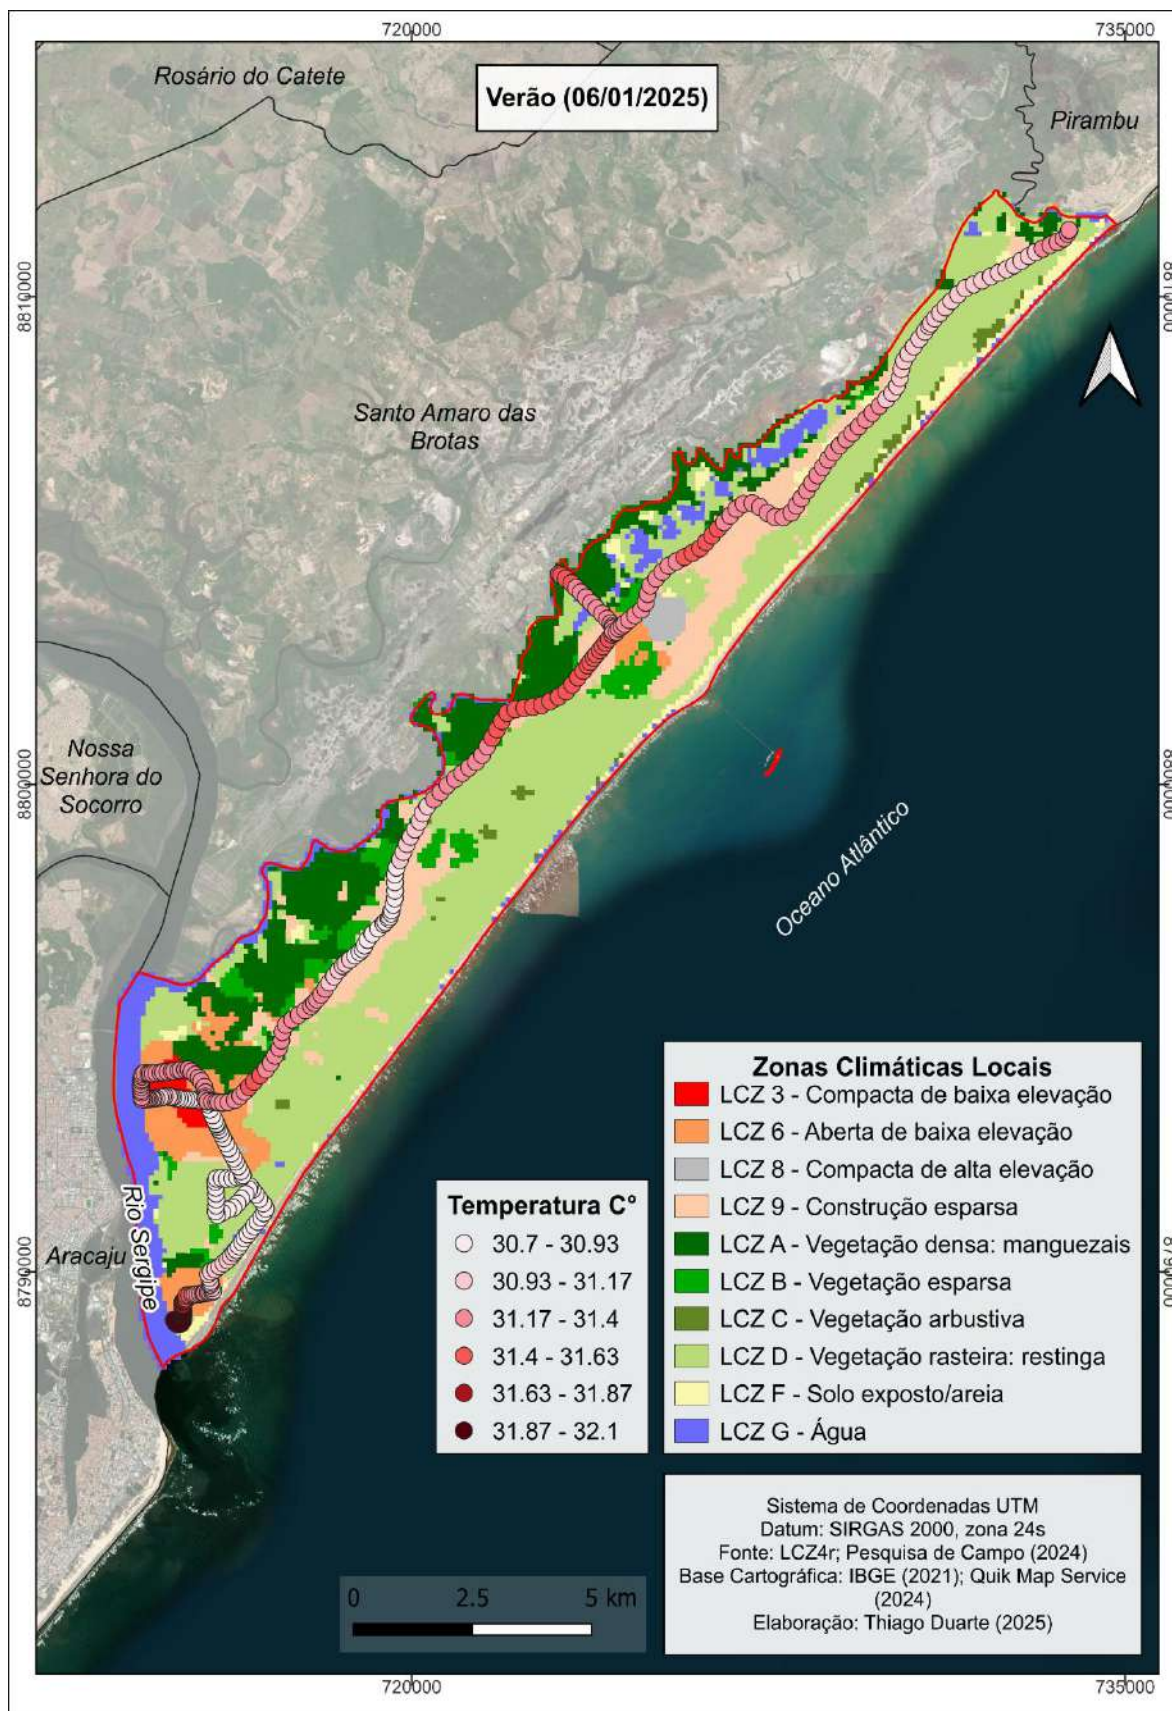 720000
735000
Rosário do Catete
Verão (06/01/2025)
Pirambu
8810000
8810000
Santo Amaro das
Brotas
Nossa
Senhora do
Socorro
8800000
8800000
Oceano Atlântico
Rio Sergipe
Aracaju
8790000
8790000
Temperatura C°
30.7 - 30.93
30.93 - 31.17
31.17 - 31.4
31.4 - 31.63
31.63 - 31.87
31.87 - 32.1
Zonas Climáticas Locais
LCZ 3 - Compacta de baixa elevação
LCZ 6 - Aberta de baixa elevação
LCZ 8 - Compacta de alta elevação
LCZ 9 - Construção esparsa
LCZ A - Vegetação densa: manguezais
LCZ B - Vegetação esparsa
LCZ C - Vegetação arbustiva
LCZ D - Vegetação rasteira: restinga
LCZ F - Solo exposto/areia
LCZ G - Água
Sistema de Coordenadas UTM
Datum: SIRGAS 2000, zona 24s
Fonte: LCZ4r; Pesquisa de Campo (2024)
Base Cartográfica: IBGE (2021); Quik Map Service
(2024)
Elaboração: Thiago Duarte (2025)
0 2.5 5 km
720000
735000